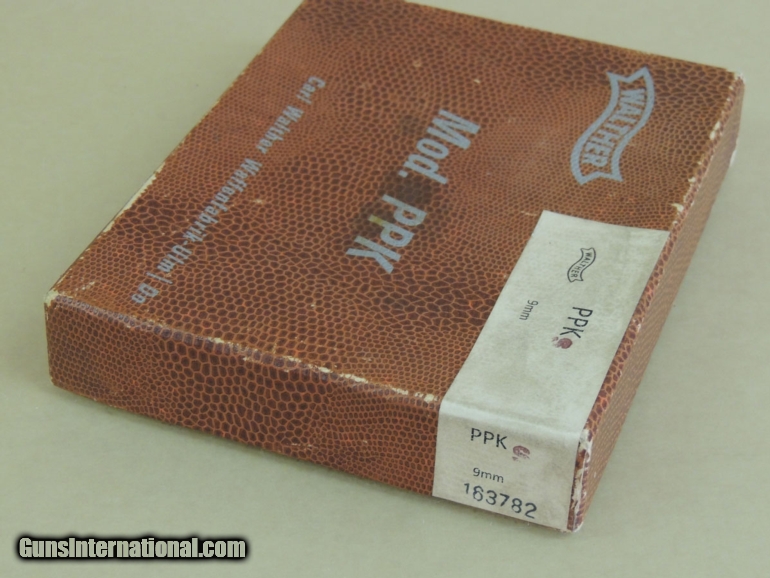 WALTHER
Mod. PPK
Carl Walther Waffenfabrik-Ulm/Do
WALTHER
PPK
9mm
PPK
9mm
163782
GunsInternational.com